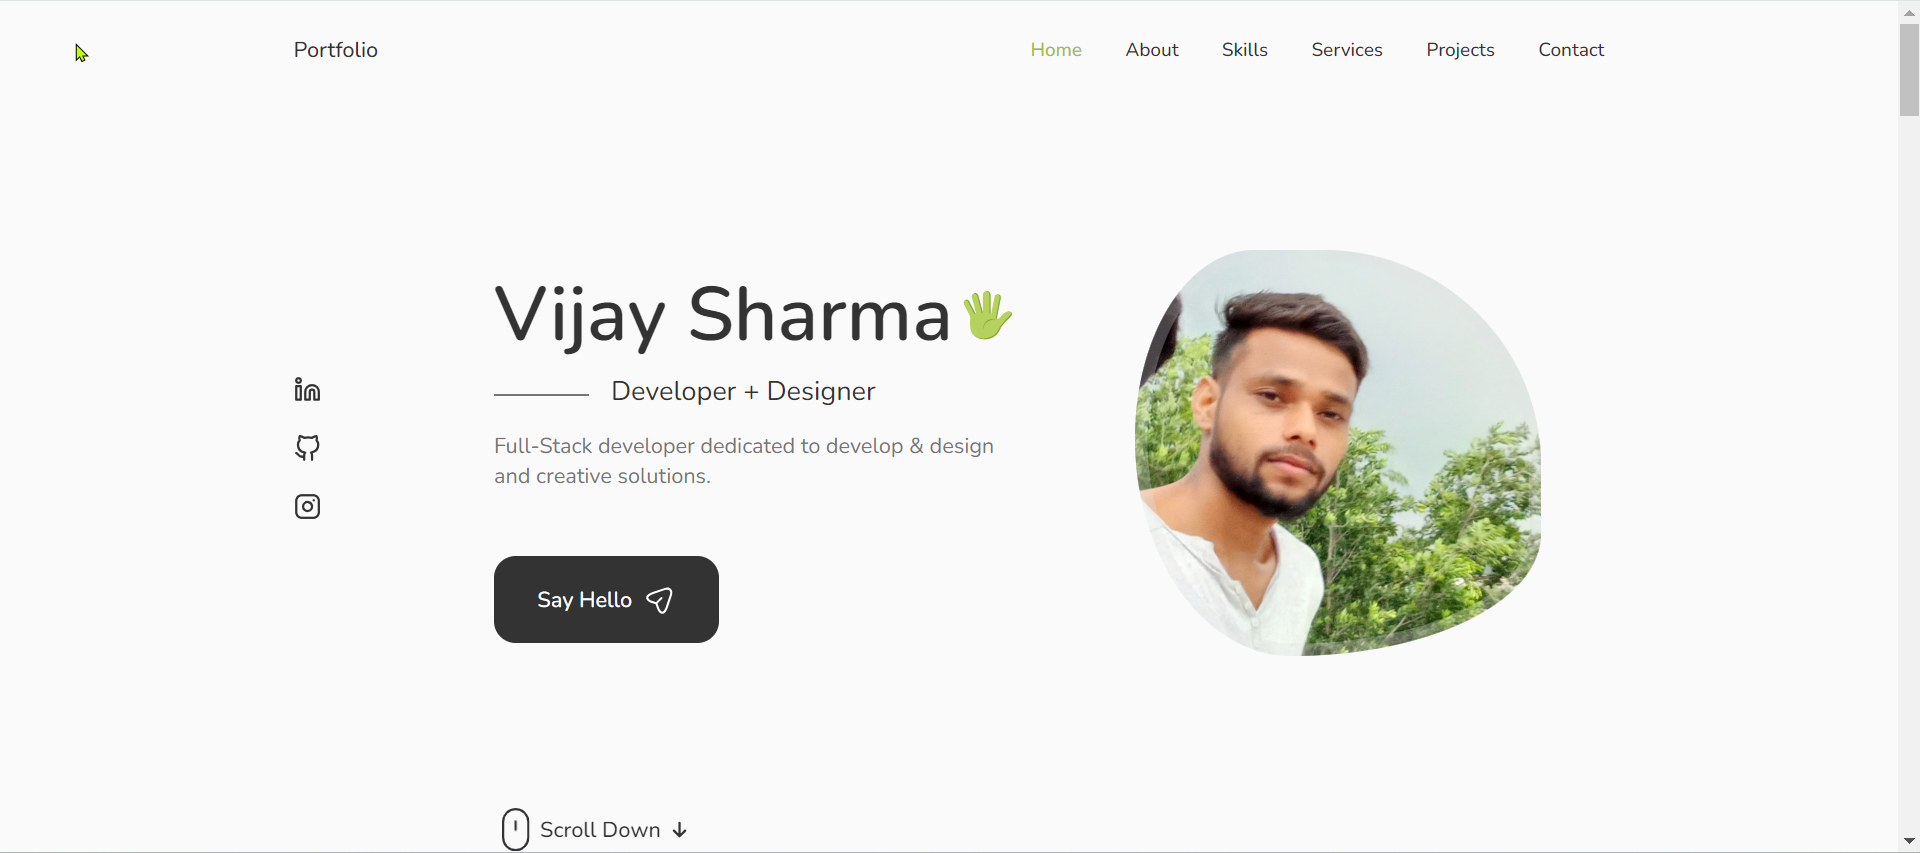 Portfolio
Home About Skills Services Projects Contact
Vijay Sharma
Developer + Designer
Full-Stack developer dedicated to develop & design
and creative solutions.
Say Hello
Scroll Down